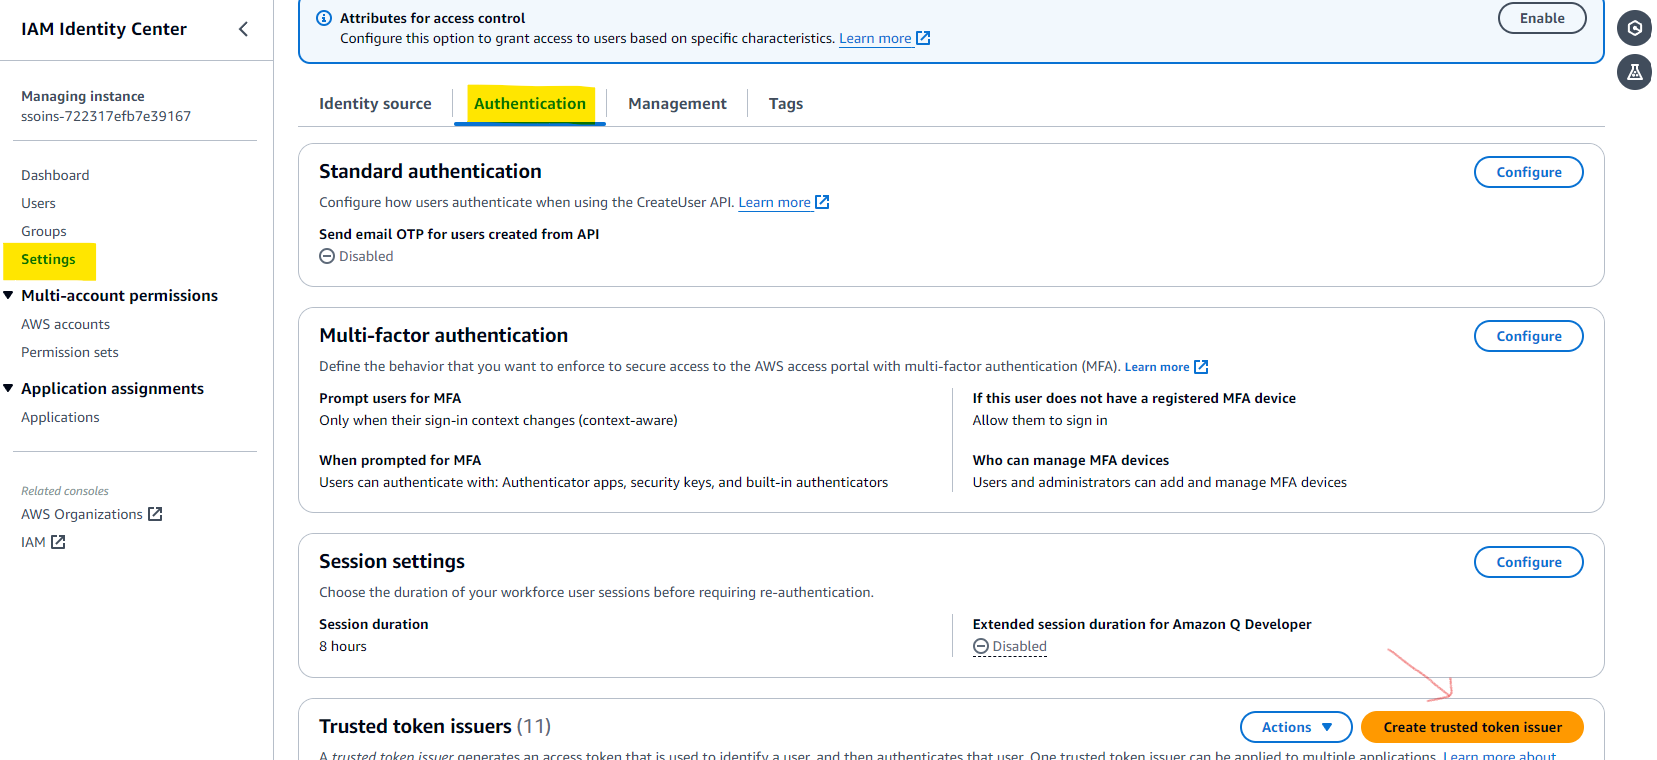 IAM Identity Center
Managing instance
ssoins-722317efb7e39167
Dashboard
Users
Groups
Settings
Multi-account permissions
AWS accounts
Permission sets
Application assignments
Applications
Related consoles
AWS Organizations
IAM
Attributes for access control
Configure this option to grant access to users based on specific characteristics. Learn more
Enable
Identity source
Authentication
Management
Tags
Standard authentication
Configure
Configure how users authenticate when using the CreateUser API. Learn more
Send email OTP for users created from API
Disabled
Multi-factor authentication
Configure
Define the behavior that you want to enforce to secure access to the AWS access portal with multi-factor authentication (MFA). Learn more
Prompt users for MFA
Only when their sign-in context changes (context-aware)
If this user does not have a registered MFA device
Allow them to sign in
When prompted for MFA
Users can authenticate with: Authenticator apps, security keys, and built-in authenticators
Who can manage MFA devices
Users and administrators can add and manage MFA devices
Session settings
Configure
Choose the duration of your workforce user sessions before requiring re-authentication.
Session duration
8 hours
Extended session duration for Amazon Q Developer
Disabled
Trusted token issuers (11)
Actions
Create trusted token issuer
A trusted token issuer generates an access token that is used to identify a user, and then authenticates that user. One trusted token issuer can be applied to multiple applications. Learn more about